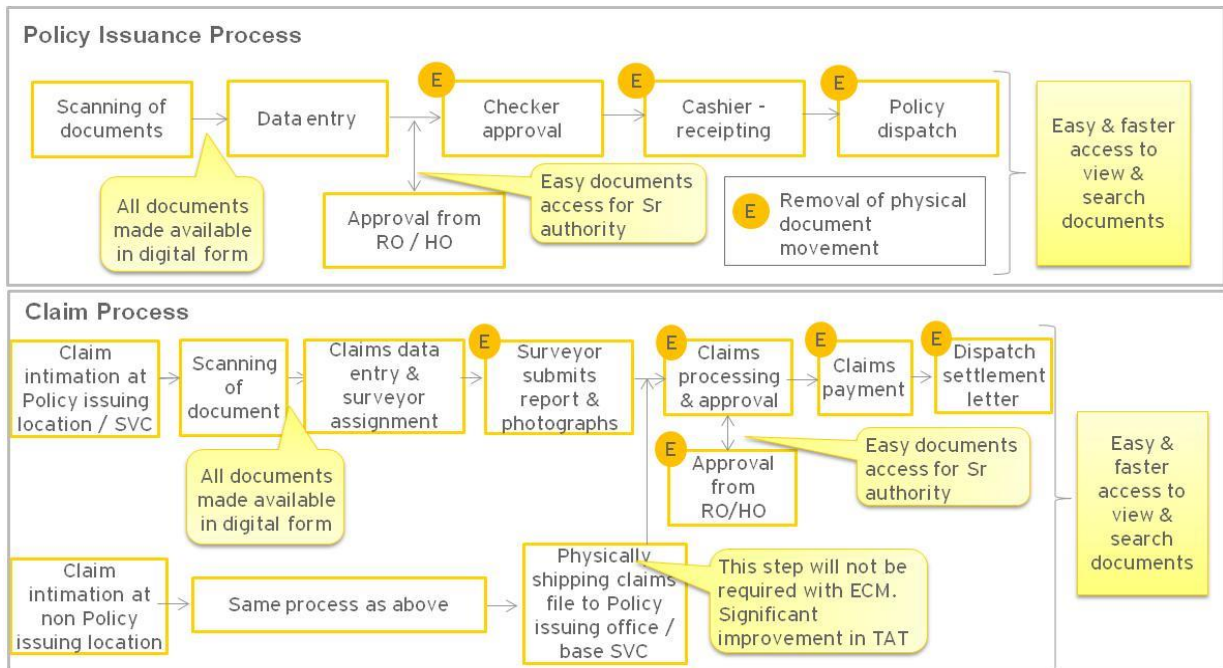 Policy Issuance Process
E
E
E
Scanning of
documents
Data entry
Checker
approval
Cashier -
receipting
Policy
dispatch
Easy & faster
access to
view &
search
documents
All documents
made available
in digital form
Approval from
RO / HO
Easy documents
access for Sr
authority
E
Removal of physical
document
movement
Claim Process
Claim
intimation at
Policy issuing
location / SVC
Scanning
of
document
Claims data
entry &
surveyor
assignment
E
Surveyor
submits
report &
photographs
E
Claims
processing
& approval
E
Claims
payment
E
Dispatch
settlement
letter
All documents
made available
in digital form
E
Approval
from
RO/HO
Easy documents
access for Sr
authority
Easy &
faster
access to
view &
search
documents
Claim
intimation at
non Policy
issuing location
Same process as above
Physically
shipping claims
file to Policy
issuing office /
base SVC
This step will not be
required with ECM.
Significant
improvement in TAT